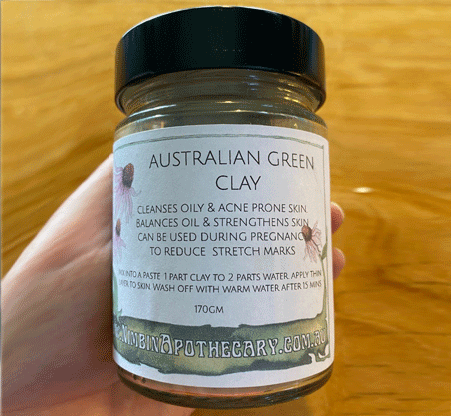 AUSTRALIAN GREEN
CLAY
CLEANSES OILY & ACNE PRONE SKIN.
BALANCES OIL & STRENGTHENS SKIN
CAN BE USED DURING PREGNANCY
TO REDUCE STRETCH MARKS
MIX INTO A PASTE 1 PART CLAY TO 2 PARTS WATER. APPLY THIN
LAYER TO SKIN. WASH OFF WITH WARM WATER AFTER 15 MINS
170GM
NIMBINAPOTHECARY.COM.AU